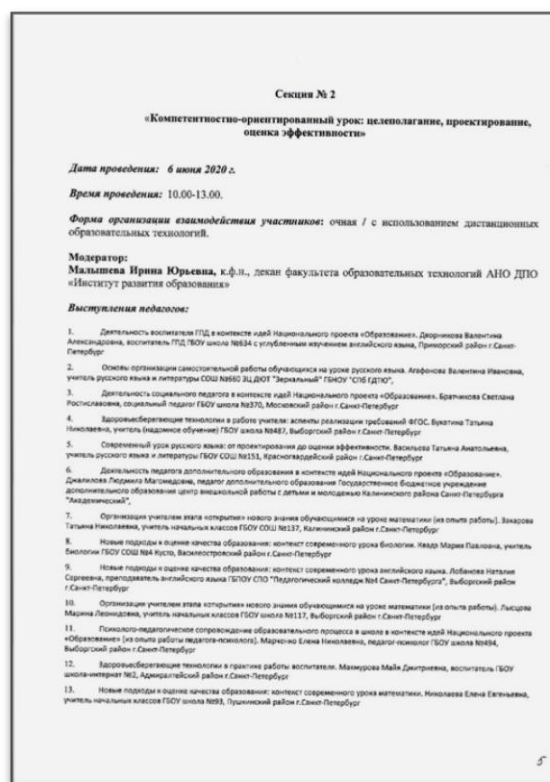 Секция № 2
«Компетентностно-ориентированный урок: целеполагание, проектирование,
оценка эффективности»
Дата проведения: 6 июня 2020 г.
Время проведения: 10.00-13.00.
Форма организации взаимодействия участников: очная / с использованием дистанционных
образовательных технологий.
Модератор:
Малышева Ирина Юрьевна, к.ф.н., декан факультета образовательных технологий АНО ДПО
«Институт развития образования»
Выступления педагогов:
1. Деятельность воспитателя ГПД в контексте идей Национального проекта «Образование». Дворникова Валентина
Александровна, воспитатель ГПД ГБОУ школа №634 с углубленным изучением английского языка, Приморский район г.Санкт-
Петербург
2. Основы организации самостоятельной работы обучающихся на уроке русского языка. Агафонова Валентина Ивановна,
учитель русского языка и литературы СОШ №660 ЗЦ ДЮТ "Зеркальный" ГБНОУ "СПБ ГДТЮ",
3. Деятельность социального педагога в контексте идей Национального проекта «Образование». Братчикова Светлана
Ростиславовна, социальный педагог ГБОУ школа №370, Московский район г.Санкт-Петербург
4. Здоровьесберегающие технологии в работе учителя: аспекты реализации требований ФГОС. Букатина Татьяна
Николаевна, учитель (надомное обучение) ГБОУ школа №487, Выборгский район г.Санкт-Петербург
5. Современный урок русского языка: от проектирования до оценки эффективности. Васильева Татьяна Анатольевна,
учитель русского языка и литературы ГБОУ СОШ №151, Красногвардейский район г.Санкт-Петербург
6. Деятельность педагога дополнительного образования в контексте идей Национального проекта «Образование».
Джалилова Людмила Магомедовна, педагог дополнительного образования Государственное бюджетное учреждение
дополнительного образования центр внешкольной работы с детьми и молодежью Калининского района Санкт-Петербурга
"Академический",
7. Организация учителем этапа «открытия» нового знания обучающимися на уроке математики (из опыта работы). Захарова
Татьяна Николаевна, учитель начальных классов ГБОУ СОШ №137, Калининский район г.Санкт-Петербург
8. Новые подходы к оценке качества образования: контекст современного урока биологии. Квадр Мария Павловна, учитель
биологии ГБОУ СОШ №4 Кусто, Василеостровский район г.Санкт-Петербург
9. Новые подходы к оценке качества образования: контекст современного урока английского языка. Лобанова Наталия
Сергеевна, преподаватель английского языка ГБПОУ СПО "Педагогический колледж №4 Санкт-Петербурга", Выборгский район
г.Санкт-Петербург
10. Организация учителем этапа «открытия» нового знания обучающимися на уроке математики (из опыта работы). Лысцова
Марина Леонидовна, учитель начальных классов ГБОУ школа №117, Выборгский район г.Санкт-Петербург
11. Психолого-педагогическое сопровождение образовательного процесса в школе в контексте идей Национального проекта
«Образование» (из опыта работы педагога-психолога). Марченко Елена Николаевна, педагог-психолог ГБОУ школа №494,
Выборгский район г.Санкт-Петербург
12. Здоровьесберегающие технологии в практике работы воспитателя. Махмурова Майя Дмитриевна, воспитатель ГБОУ
школа-интернат №2, Адмиралтейский район г.Санкт-Петербург
13. Новые подходы к оценке качества образования: контекст современного урока математики. Николаева Елена Евгеньевна,
учитель начальных классов ГБОУ школа №93, Пушкинский район г.Санкт-Петербург
5